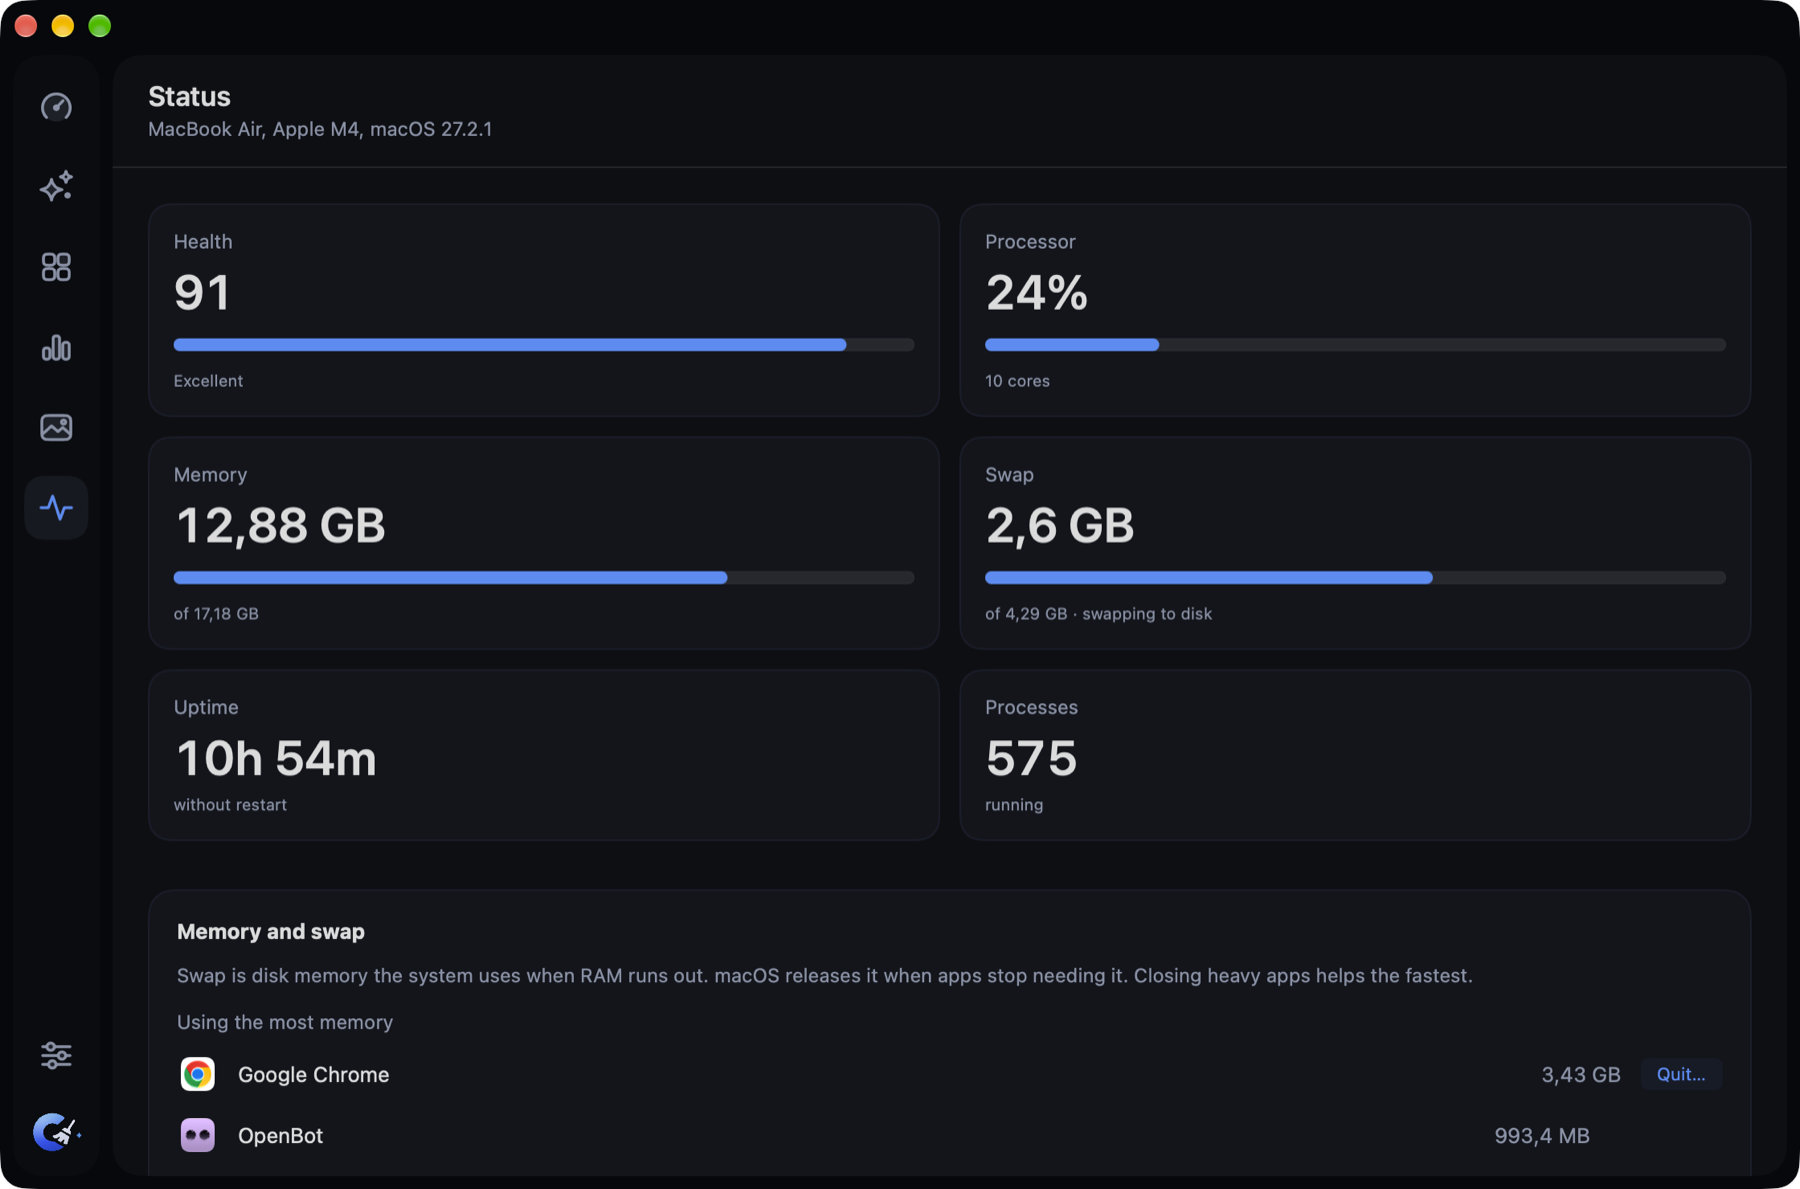 Status
MacBook Air, Apple M4, macOS 27.2.1
Health
91
Excellent
Processor
24%
10 cores
Memory
12,88 GB
of 17,18 GB
Swap
2,6 GB
of 4,29 GB · swapping to disk
Uptime
10h 54m
without restart
Processes
575
running
Memory and swap
Swap is disk memory the system uses when RAM runs out. macOS releases it when apps stop needing it. Closing heavy apps helps the fastest.
Using the most memory
Google Chrome 3,43 GB Quit...
OpenBot 993,4 MB